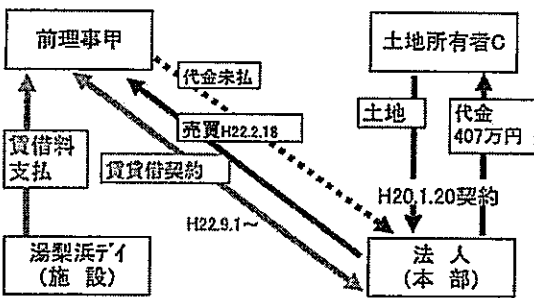 前理事甲
土地所有者C
代金未払
売買H22.2.18
土地
代金
407万円
賃借料
支払
賃貸借契約
H20.1.20契約
H22.9.1～
湯梨浜デイ
(施設)
法人
(本部)